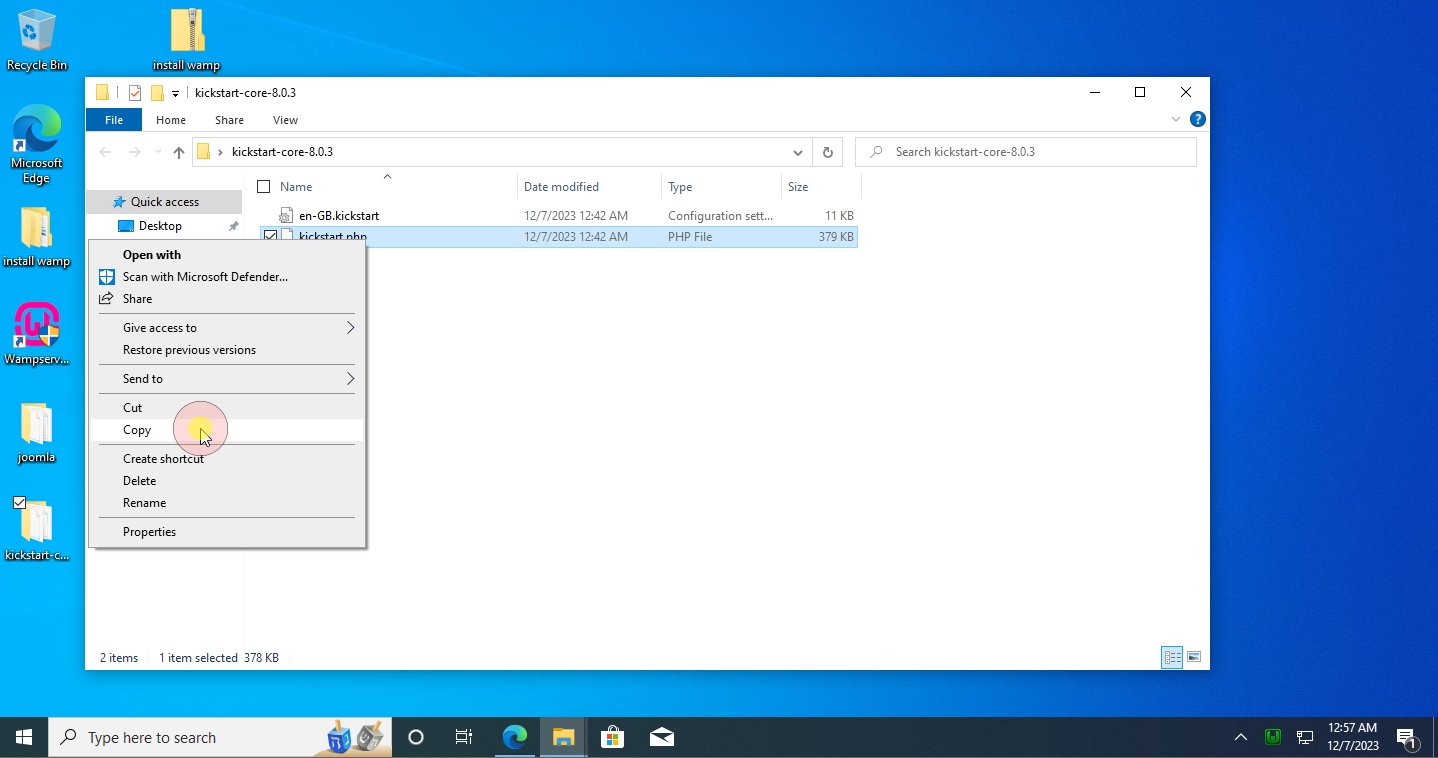 Recycle Bin
install wamp
Microsoft
Edge
install wamp
Wampserv...
joomla
kickstart-c...
kickstart-core-8.0.3
File Home Share View
kickstart-core-8.0.3
Search kickstart-core-8.0.3
Quick access
Desktop
Name Date modified Type Size
en-GB.kickstart 12/7/2023 12:42 AM Configuration sett... 11 KB
kickstart.php 12/7/2023 12:42 AM PHP File 379 KB
Open with
Scan with Microsoft Defender...
Share
Give access to
Restore previous versions
Send to
Cut
Copy
Create shortcut
Delete
Rename
Properties
2 items 1 item selected 378 KB
Type here to search
12:57 AM
12/7/2023
1